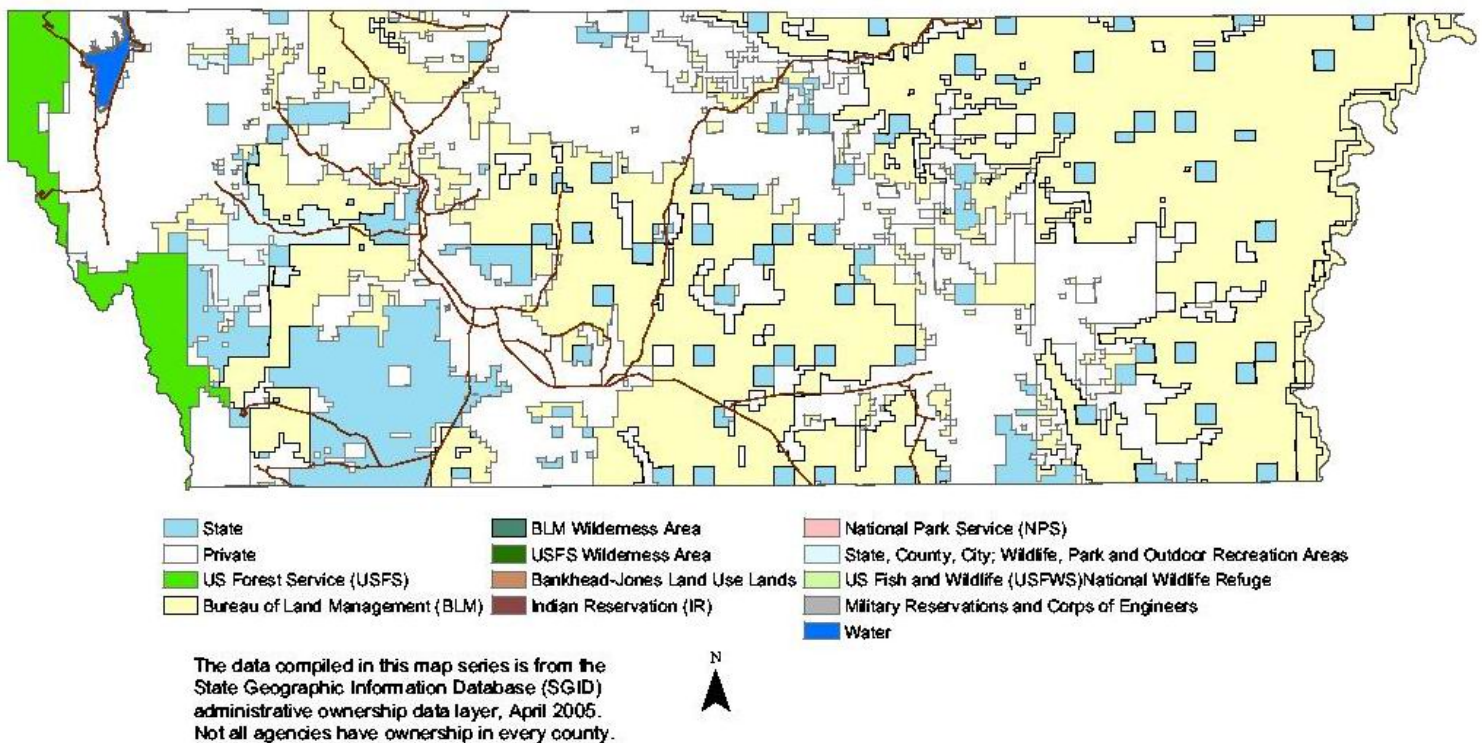 State
Private
US Forest Service (USFS)
Bureau of Land Management (BLM)
BLM Wilderness Area
USFS Wilderness Area
Bankhead-Jones Land Use Lands
Indian Reservation (IR)
National Park Service (NPS)
State, County, City; Wildlife, Park and Outdoor Recreation Areas
US Fish and Wildlife (USFWS)National Wildlife Refuge
Military Reservations and Corps of Engineers
Water
The data compiled in this map series is from the
State Geographic Information Database (SGID)
administrative ownership data layer, April 2005.
Not all agencies have ownership in every county.
N